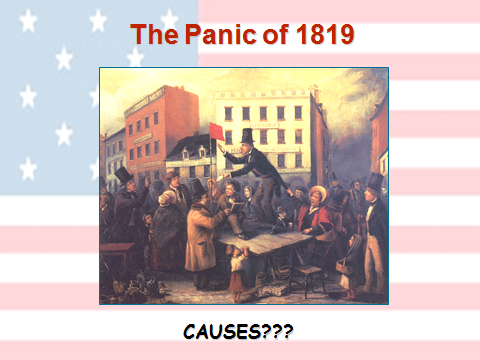 The Panic of 1819
CAUSES???